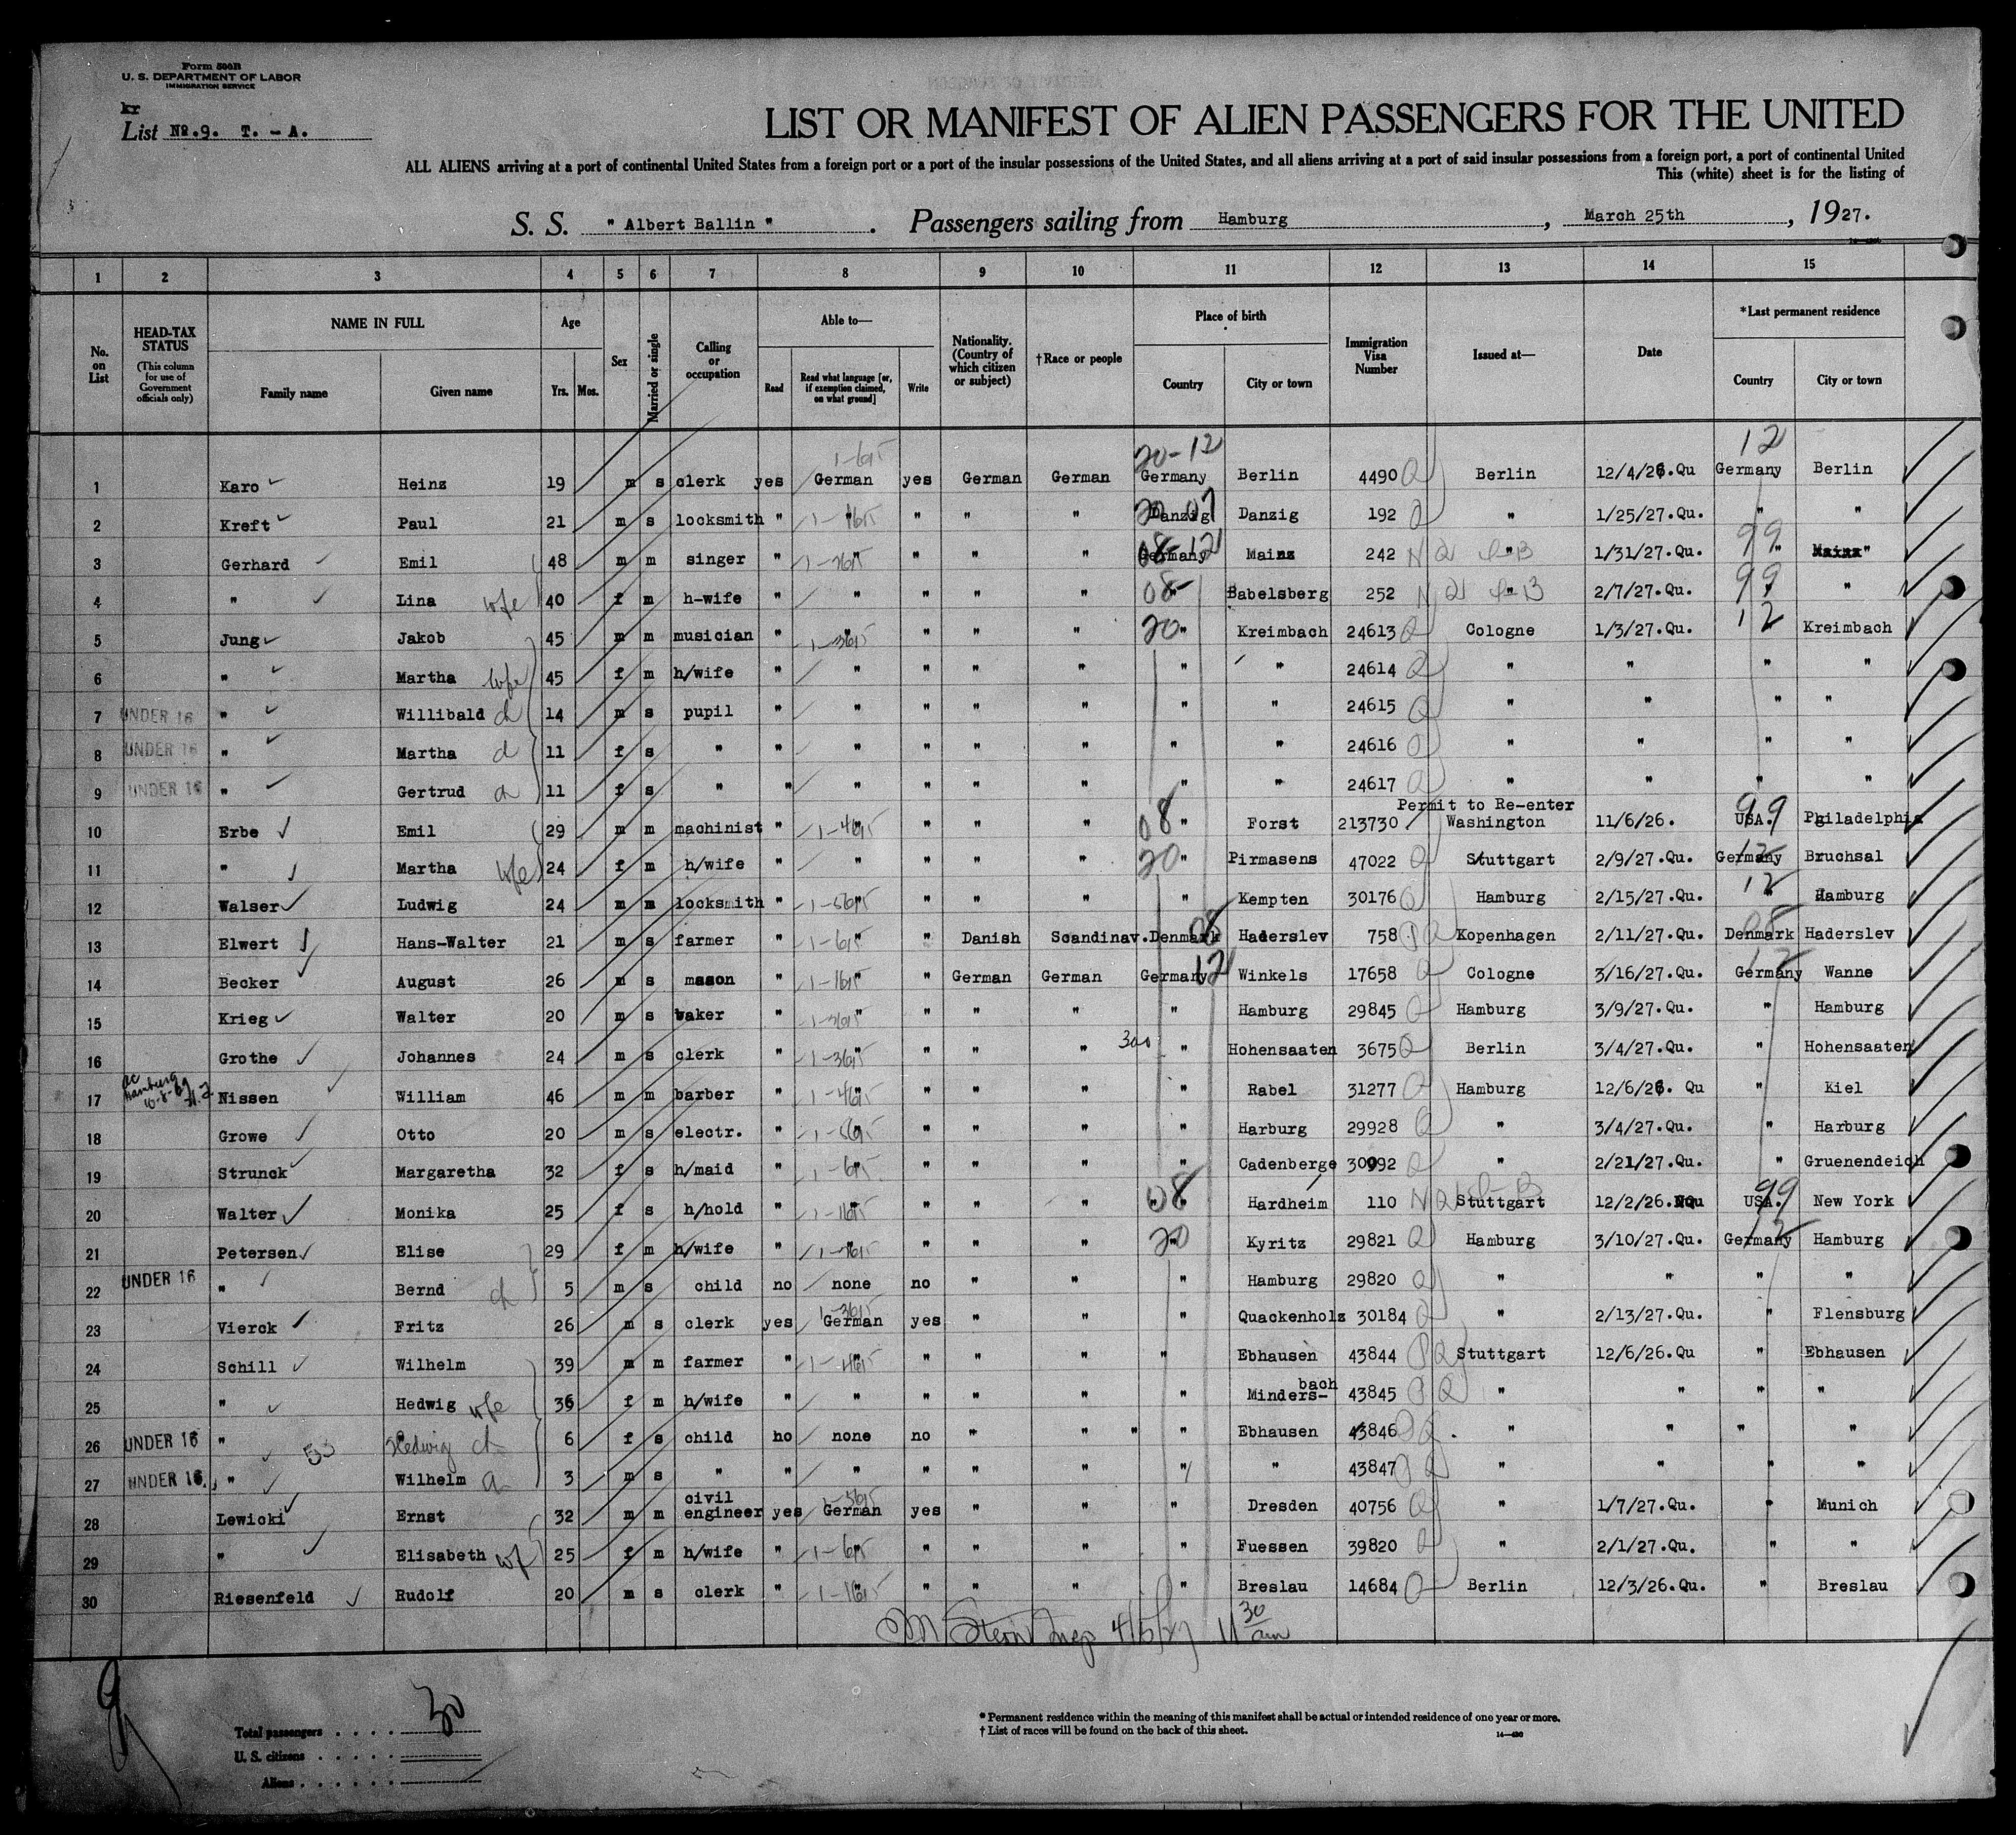 Form 500B
U. S. DEPARTMENT OF LABOR
IMMIGRATION SERVICE
kr
List No.9. T. - A.
LIST OR MANIFEST OF ALIEN PASSENGERS FOR THE UNITED
ALL ALIENS arriving at a port of continental United States from a foreign port or a port of the insular possessions of the United States, and all aliens arriving at a port of said insular possessions from a foreign port, a port of continental United
This (white) sheet is for the listing of
S. S. "Albert Ballin". Passengers sailing from Hamburg, March 25th, 1927.
1 2 3 4 5 6 7 8 9 10 11 12 13 14 15
No. on List
HEAD-TAX STATUS (This column for use of Government officials only)
NAME IN FULL Family name Given name
Age Yrs. Mos.
Sex
Married or single
Calling or occupation
Able to— Read Read what language [or, if exemption claimed, on what ground] Write
Nationality. (Country of which citizen or subject)
†Race or people
Place of birth Country City or town
Immigration Visa Number
Issued at—
Date
*Last permanent residence Country City or town
1 Karo Heinz 19 m s clerk yes German yes German German Germany Berlin 4490 Berlin 12/4/26.Qu Germany Berlin
2 Kreft Paul 21 m s locksmith " " " " " Danzig Danzig 192 " 1/25/27.Qu. " "
3 Gerhard Emil 48 m m singer " " " " " Germany Mainz 242 " 1/31/27.Qu. " "
4 " Lina wfe 40 f m h-wife " " " " " " Babelsberg 252 " 2/7/27.Qu. " "
5 Jung Jakob 45 m m musician " " " " " " Kreimbach 24613 Cologne 1/3/27.Qu. " Kreimbach
6 " Martha wfe 45 f m h/wife " " " " " " " 24614 " " " "
7 UNDER 16 " Willibald ch 14 m s pupil " " " " " " " 24615 " " " "
8 UNDER 16 " Martha d 11 f s " " " " " " " " 24616 " " " "
9 UNDER 16 " Gertrud ch 11 f s " " " " " " " " 24617 " " " "
10 Erbe Emil 29 m m machinist " " " " " " Forst 213730 Permit to Re-enter Washington 11/6/26. USA. Philadelphia
11 " Martha wfe 24 f m h/wife " " " " " " Pirmasens 47022 Stuttgart 2/9/27.Qu. Germany Bruchsal
12 Walser Ludwig 24 m m locksmith " " " " " " Kempten 30176 Hamburg 2/15/27.Qu. " Hamburg
13 Elwert Hans-Walter 21 m s farmer " " " Danish Scandinav. Denmark Haderslev 758 Kopenhagen 2/11/27.Qu. Denmark Haderslev
14 Becker August 26 m s mason " " " German German Germany Winkels 17658 Cologne 3/16/27.Qu. Germany Wanne
15 Krieg Walter 20 m s baker " " " " " " Hamburg 29845 Hamburg 3/9/27.Qu. " Hamburg
16 Grothe Johannes 24 m s clerk " " " " " " Hohensaaten 3675 Berlin 3/4/27.Qu. " Hohensaaten
17 Nissen William 46 m m barber " " " " " " Rabel 31277 Hamburg 12/6/26. Qu " Kiel
18 Growe Otto 20 m s electr. " " " " " " Harburg 29928 " 3/4/27.Qu. " Harburg
19 Strunck Margaretha 32 f s h/maid " " " " " " Cadenberge 30992 " 2/21/27.Qu. " Gruenendeich
20 Walter Monika 25 f s h/hold " " " " " " Hardheim 110 Stuttgart 12/2/26.NQu USA. New York
21 Petersen Elise 29 f m h/wife " " " " " " Kyritz 29821 Hamburg 3/10/27.Qu. Germany Hamburg
22 UNDER 16 " Bernd ch 5 m s child no none no " " " Hamburg 29820 " " " "
23 Vierck Fritz 26 m s clerk yes German yes " " " Quackenholz 30184 " 2/13/27.Qu. " Flensburg
24 Schill Wilhelm 39 m m farmer " " " " " " Ebhausen 43844 Stuttgart 12/6/26.Qu " Ebhausen
25 " Hedwig wfe 36 f m h/wife " " " " " " Mindersbach 43845 " " " "
26 UNDER 16 " Hedwig ch 6 f s child no none no " " " Ebhausen 43846 " " " "
27 UNDER 16 " Wilhelm ch 3 m s " " " " " " " " 43847 " " " "
28 Lewicki Ernst 32 m m civil engineer yes German yes " " " Dresden 40756 " 1/7/27.Qu. " Munich
29 " Elisabeth wf 25 f m h/wife " " " " " " Fuessen 39820 " 2/1/27.Qu. " "
30 Riesenfeld Rudolf 20 m s clerk " " " " " " Breslau 14684 Berlin 12/3/26.Qu. " Breslau
M Stern Insp 4/5/27 11 30 am
Total passengers . . . . 30
U. S. citizens . . . . .
Aliens . . . . . .
* Permanent residence within the meaning of this manifest shall be actual or intended residence of one year or more.
† List of races will be found on the back of this sheet.